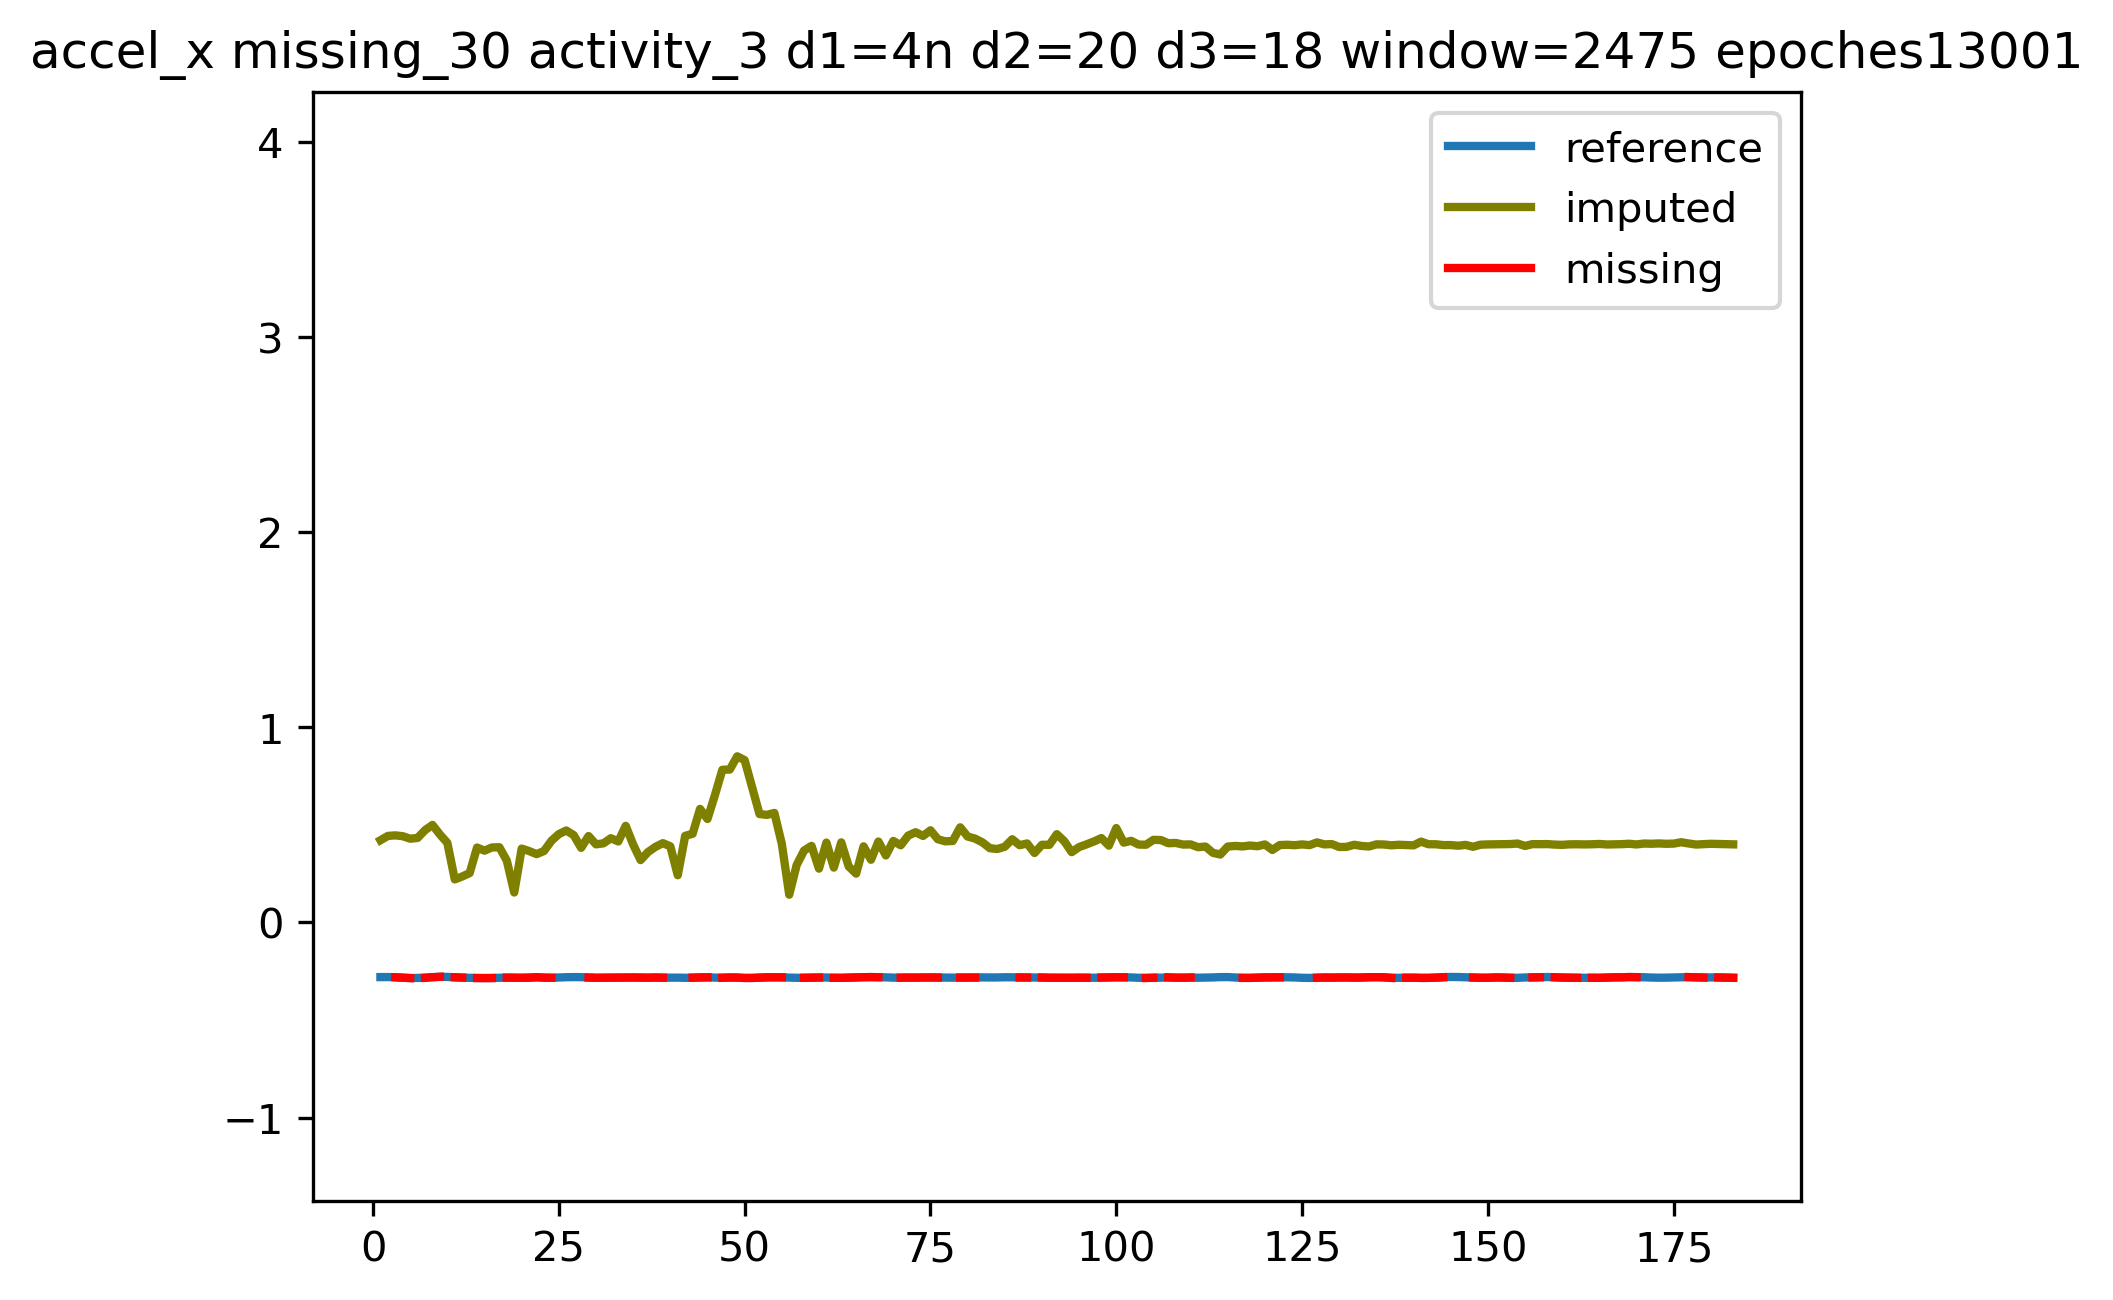 accel_x missing_30 activity_3 d1=4n d2=20 d3=18 window=2475 epoches13001
reference
imputed
missing
4
3
2
1
0
−1
0 25 50 75 100 125 150 175